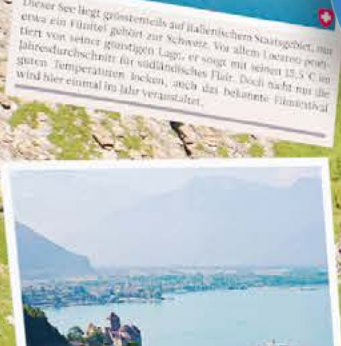 Dieser See liegt grösstenteils auf italienischem Staatsgebiet, nur
etwa ein Fünftel gehört zur Schweiz. Vor allem Locarno profi-
tiert von seiner günstigen Lage, er sorgt mit seinen 15,5 °C im
Jahresdurchschnitt für südländisches Flair. Doch nicht nur die
guten Temperaturen locken, auch das bekannte Filmfestival
wird hier einmal im Jahr veranstaltet.